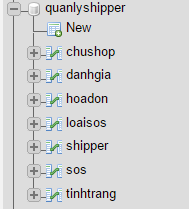 quanlyshipper
New
chushop
danhgia
hoadon
loaisos
shipper
sos
tinhtrang